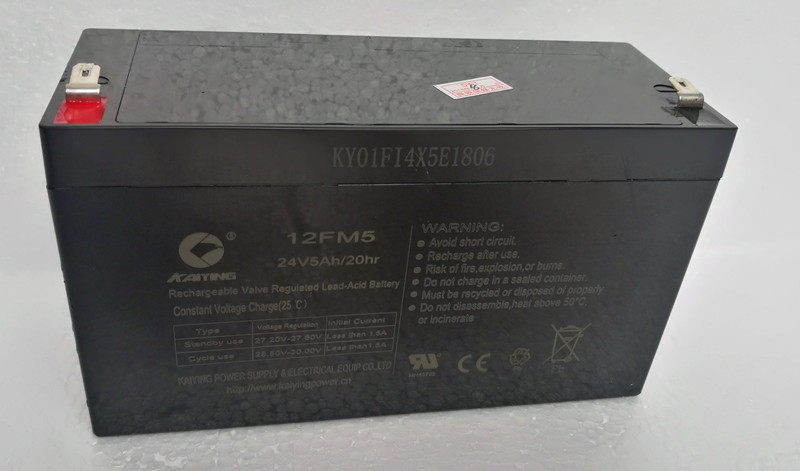 KY01FI4X5E1806
KAIYING ®
12FM5
24V5Ah/20hr
Rechargeable Valve Regulated Lead-Acid Battery
Constant Voltage Charge(25℃)
Type Voltage Regulation Initial Current
Standby use 27.20V-27.60V Less than 1.5A
Cycle use 28.80V-30.00V Less than1.5A
KAIYING POWER SUPPLY & ELECTRICAL EQUIP CO.,LTD
http://www.kaiyingpower.cn
WARNING:
● Avoid short circuit.
● Recharge after use.
● Risk of fire,explosion,or burns.
● Do not charge in a sealed container.
● Must be recycled or disposed of properly
● Do not disassemble,heat above 50°C,
or incinerate
CE
Pb